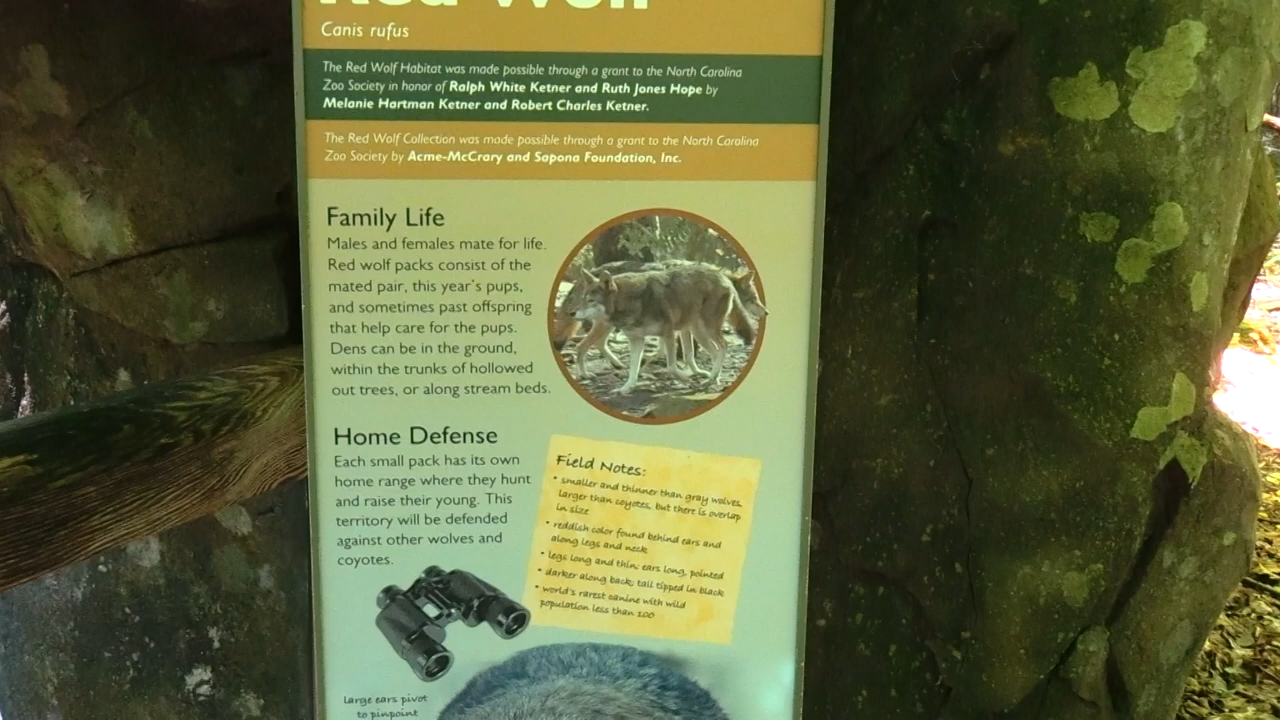 Red Wolf
Canis rufus
The Red Wolf Habitat was made possible through a grant to the North Carolina
Zoo Society in honor of Ralph White Ketner and Ruth Jones Hope by
Melanie Hartman Ketner and Robert Charles Ketner.
The Red Wolf Collection was made possible through a grant to the North Carolina
Zoo Society by Acme-McCrary and Sapona Foundation, Inc.
Family Life
Males and females mate for life.
Red wolf packs consist of the
mated pair, this year's pups,
and sometimes past offspring
that help care for the pups.
Dens can be in the ground,
within the trunks of hollowed
out trees, or along stream beds.
Home Defense
Each small pack has its own
home range where they hunt
and raise their young. This
territory will be defended
against other wolves and
coyotes.
Field Notes:
• smaller and thinner than gray wolves,
larger than coyotes, but there is overlap
in size
• reddish color found behind ears and
along legs and neck
• legs long and thin; ears long, pointed
• darker along back; tail tipped in black
• world's rarest canine with wild
population less than 100
large ears pivot
to pinpoint